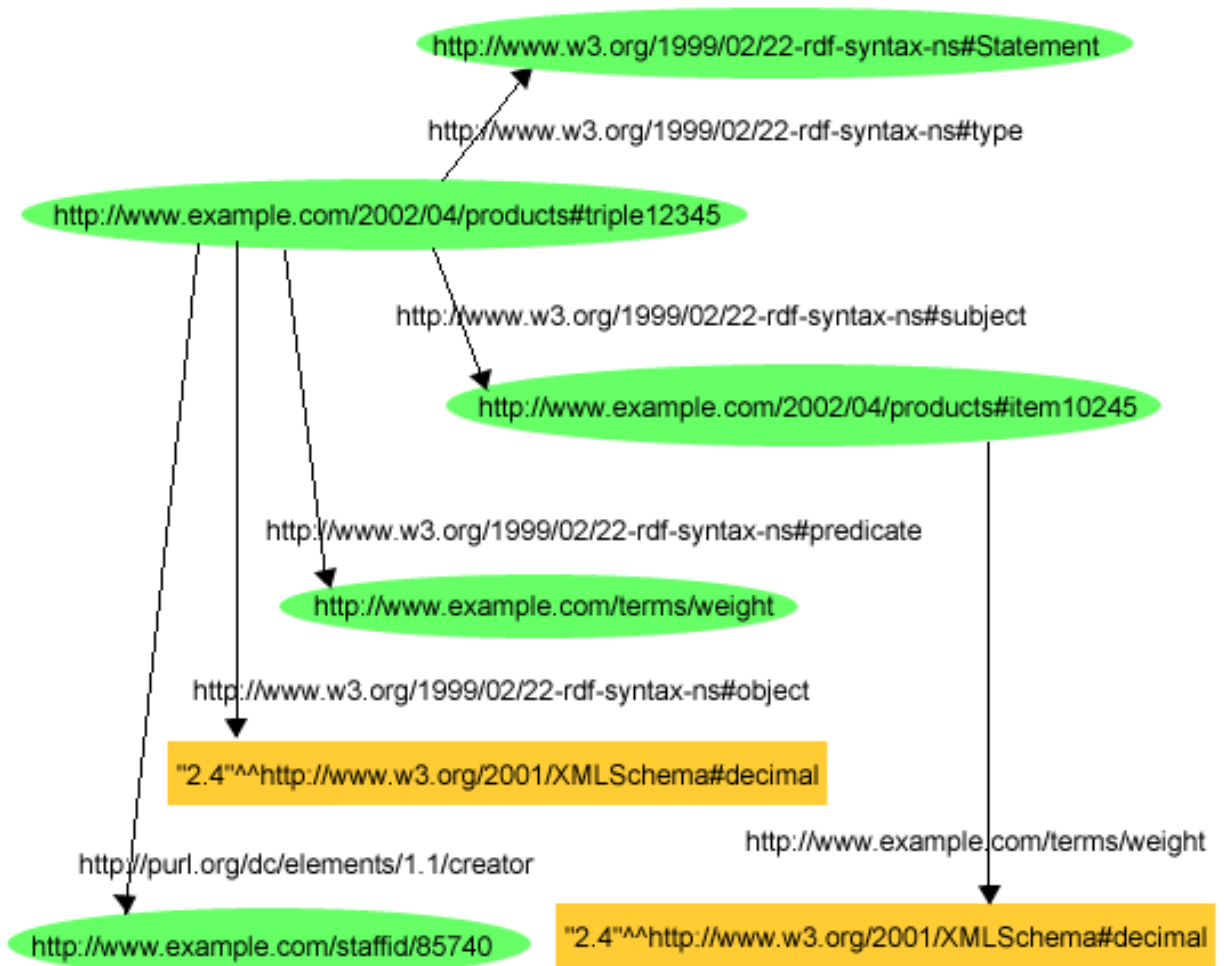 http://www.w3.org/1999/02/22-rdf-syntax-ns#Statement
http://www.w3.org/1999/02/22-rdf-syntax-ns#type
http://www.example.com/2002/04/products#triple12345
http://www.w3.org/1999/02/22-rdf-syntax-ns#subject
http://www.example.com/2002/04/products#item10245
http://www.w3.org/1999/02/22-rdf-syntax-ns#predicate
http://www.example.com/terms/weight
http://www.w3.org/1999/02/22-rdf-syntax-ns#object
"2.4"^^http://www.w3.org/2001/XMLSchema#decimal
http://www.example.com/terms/weight
http://purl.org/dc/elements/1.1/creator
http://www.example.com/staffid/85740
"2.4"^^http://www.w3.org/2001/XMLSchema#decimal